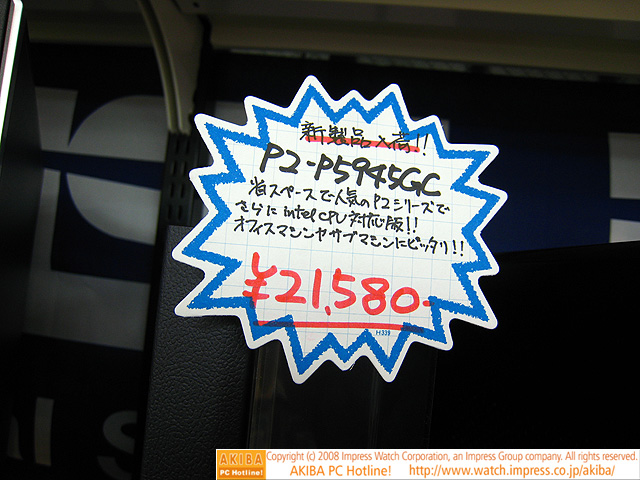 新製品入荷!!
P2-P5945GC
省スペースで人気のP2シリーズで
さらにintel CPU対応版!!
オフィスマシンやサブマシンにピッタリ!!
¥21,580-
H339
AKIBA
PC Hotline!
Copyright (c) 2008 Impress Watch Corporation, an Impress Group company. All rights reserved.
AKIBA PC Hotline! http://www.watch.impress.co.jp/akiba/